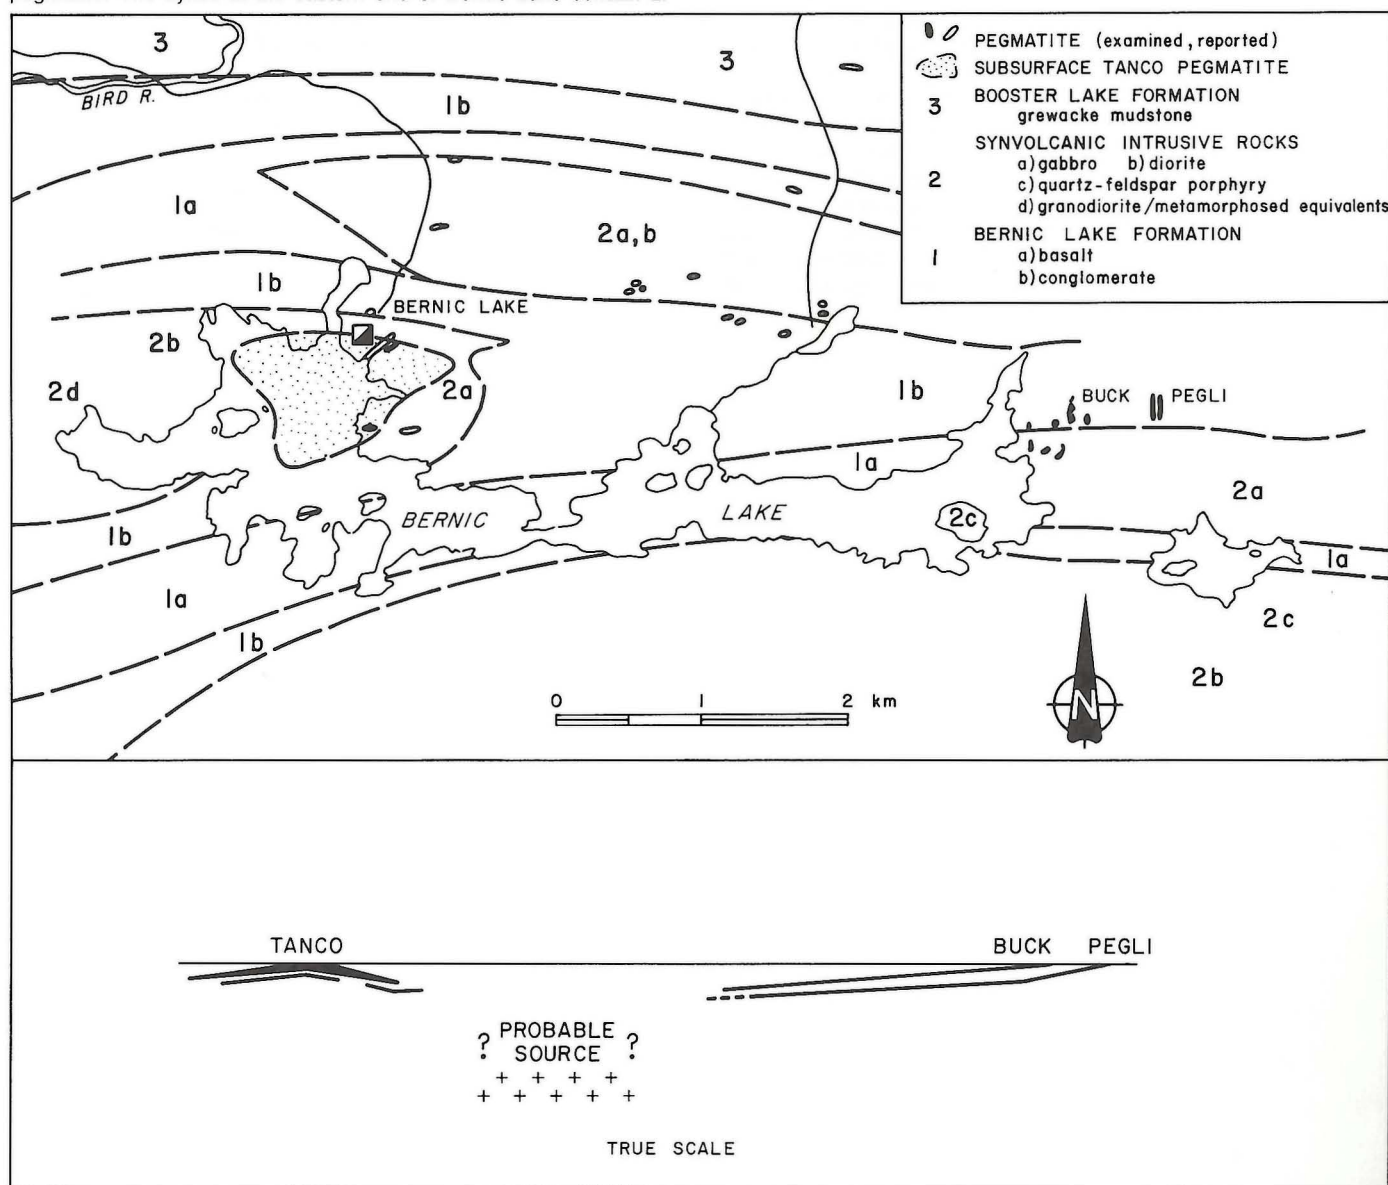 3
BIRD R.
1b
3
1a
2a,b
1b
BERNIC LAKE
2b
2d
2a
1b
BUCK
PEGLI
1a
2a
BERNIC
LAKE
2c
1b
1a
1a
1b
2c
2b
0 1 2 km
N
PEGMATITE (examined, reported)
SUBSURFACE TANCO PEGMATITE
3 BOOSTER LAKE FORMATION
grewacke mudstone
SYNVOLCANIC INTRUSIVE ROCKS
a) gabbro b) diorite
2 c) quartz-feldspar porphyry
d) granodiorite/metamorphosed equivalents
BERNIC LAKE FORMATION
1 a) basalt
b) conglomerate
TANCO
BUCK PEGLI
? PROBABLE ?
SOURCE
TRUE SCALE